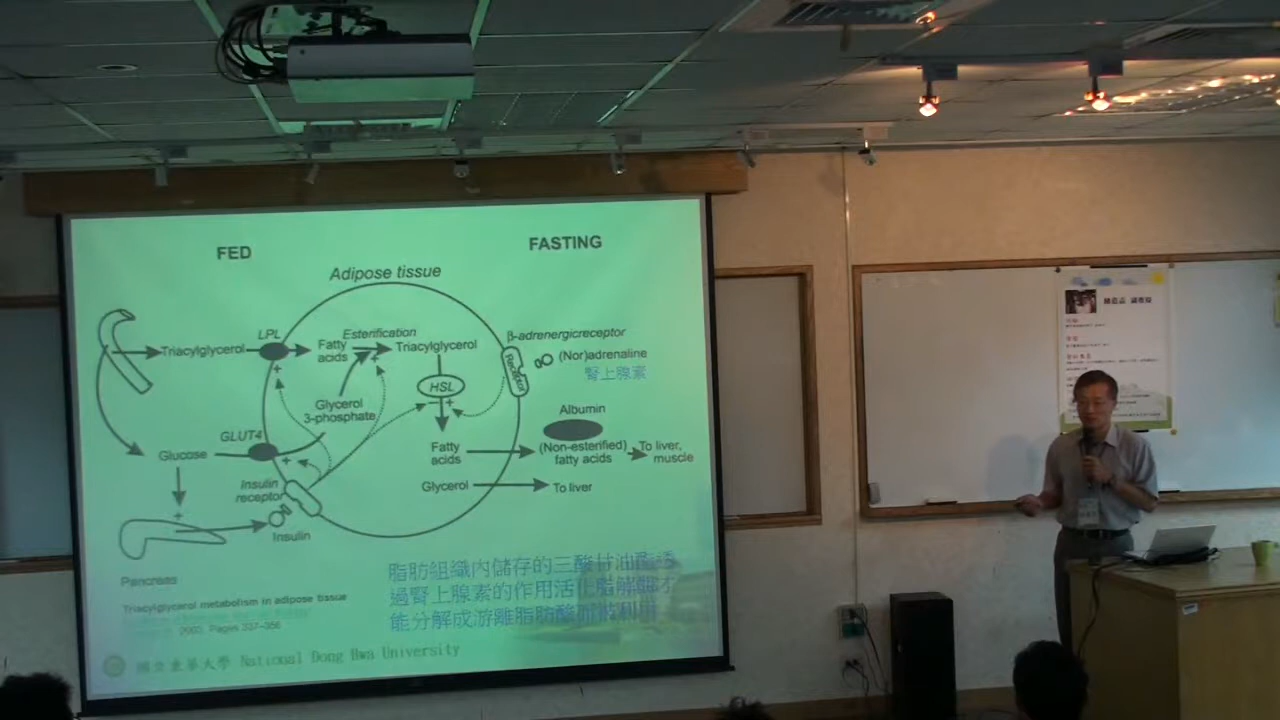 FED
FASTING
Adipose tissue
LPL
Esterification
β-adrenergicreceptor
Triacylglycerol
Fatty
acids
Triacylglycerol
Receptor
(Nor)adrenaline
腎上腺素
HSL
Glycerol
3-phosphate
Albumin
GLUT4
Glucose
Fatty
acids
(Non-esterified)
fatty acids
To liver,
muscle
Insulin
receptor
Glycerol
To liver
Insulin
Pancreas
脂肪組織內儲存的三酸甘油酯透
過腎上腺素的作用活化脂解酶才
能分解成游離脂肪酸而被利用
Triacylglycerol metabolism in adipose tissue
Pages 337–356
國立東華大學 National Dong Hwa University